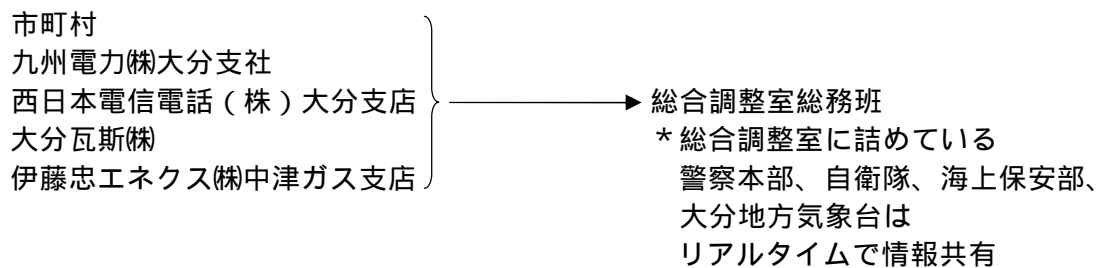 市町村
九州電力㈱大分支社
西日本電信電話（株）大分支店
大分瓦斯㈱
伊藤忠エネクス㈱中津ガス支店
総合調整室総務班
＊総合調整室に詰めている
警察本部、自衛隊、海上保安部、
大分地方気象台は
リアルタイムで情報共有